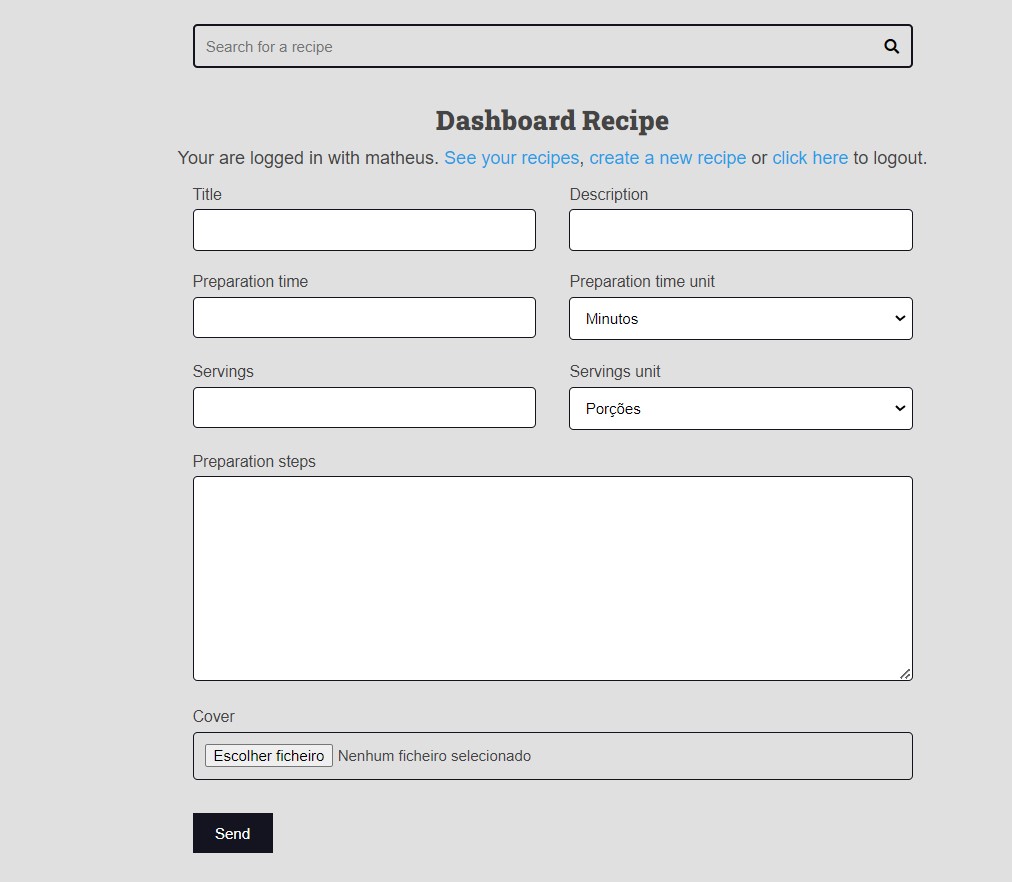 Search for a recipe
Dashboard Recipe
Your are logged in with matheus. See your recipes, create a new recipe or click here to logout.
Title
Description
Preparation time
Preparation time unit
Minutos
Servings
Servings unit
Porções
Preparation steps
Cover
Escolher ficheiro Nenhum ficheiro selecionado
Send